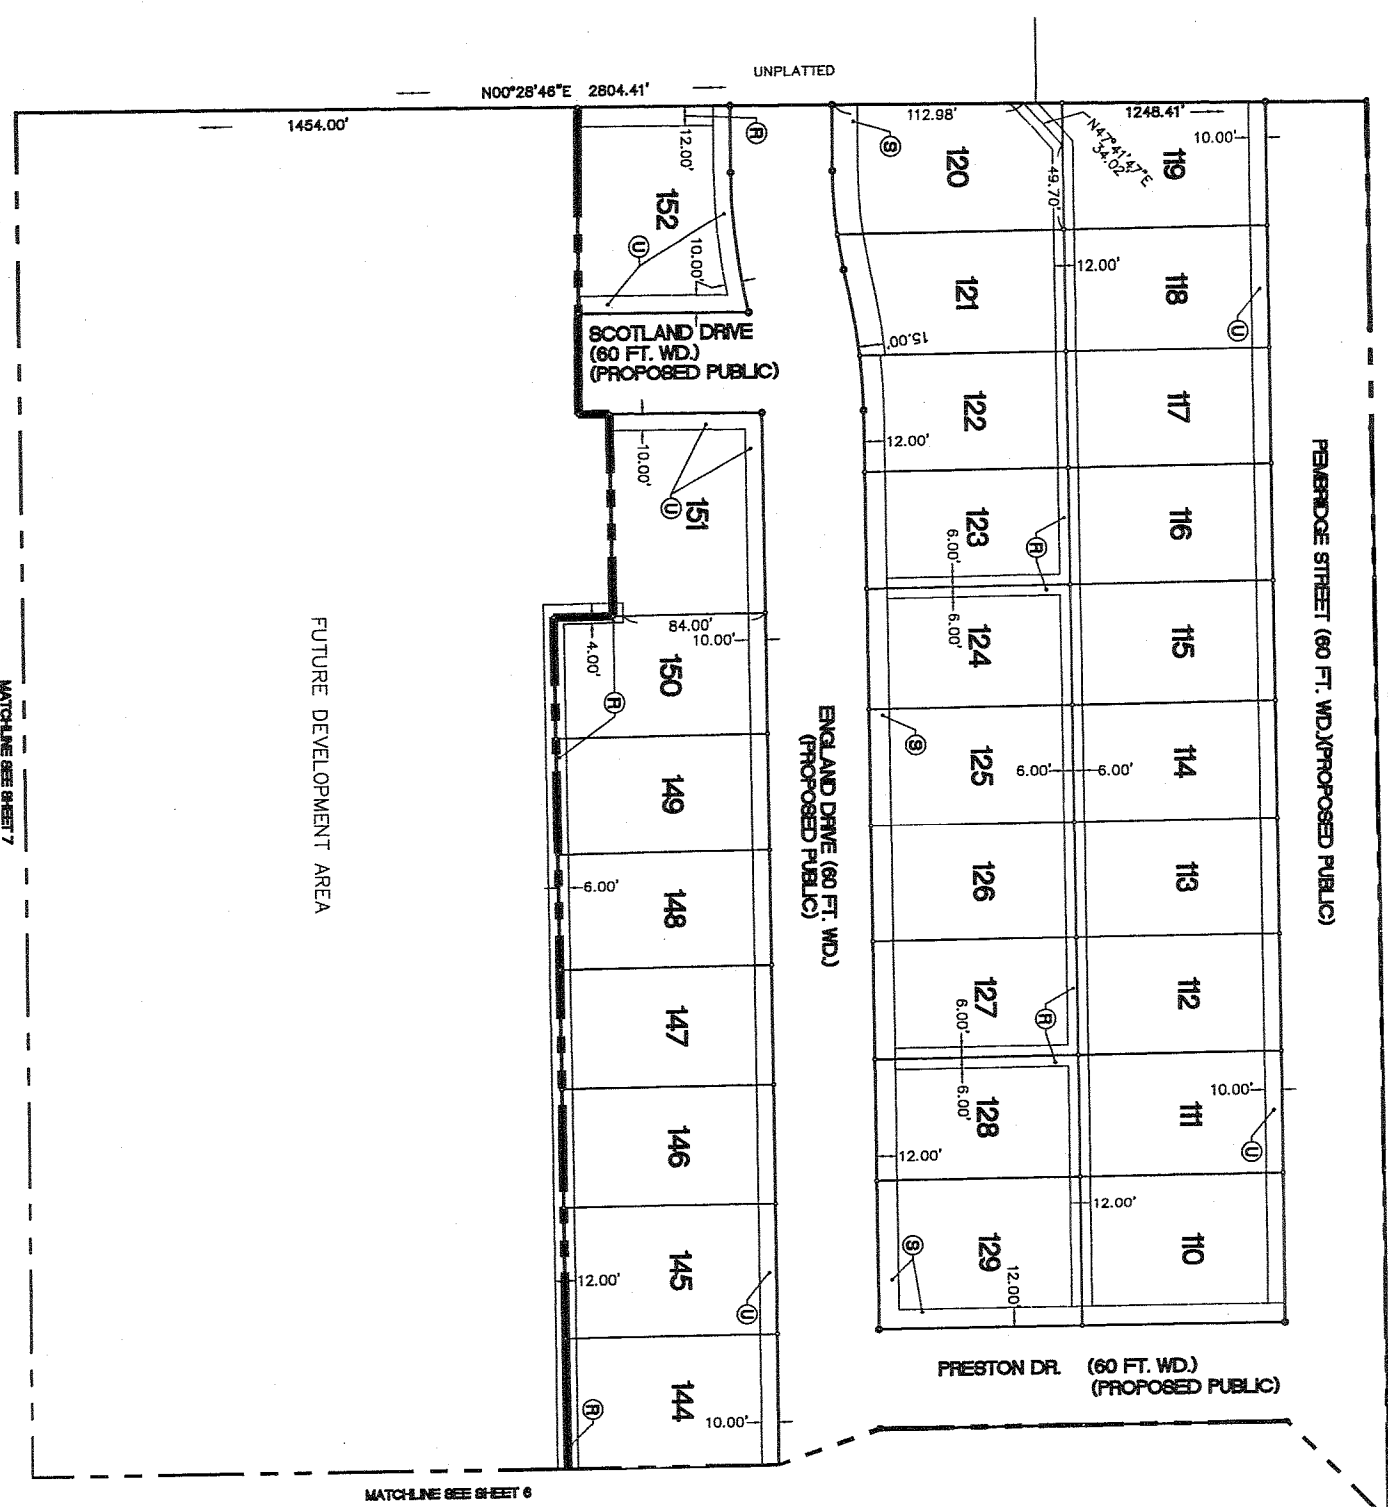 UNPLATTED
N00°28'46"E 2804.41'
1454.00'
112.98'
1248.41'
N47°41'47"E
34.02'
10.00'
R
12.00'
S
120
119
152
49.70'
U
10.00'
12.00'
121
118
U
SCOTLAND DRIVE
(60 FT. WD.)
(PROPOSED PUBLIC)
15.00'
122
117
12.00'
10.00'
U
151
123
116
R
6.00'
6.00'
PEMBRIDGE STREET (60 FT. WD.)(PROPOSED PUBLIC)
84.00'
10.00'
4.00'
150
124
115
R
S
ENGLAND DRIVE (60 FT. WD.)
(PROPOSED PUBLIC)
FUTURE DEVELOPMENT AREA
MATCHLINE SEE SHEET 7
149
125
6.00'
6.00'
114
6.00'
148
126
113
147
127
112
6.00'
R
6.00'
146
128
111
10.00'
12.00'
U
12.00'
145
12.00'
U
S
129
12.00'
110
144
R
10.00'
PRESTON DR. (60 FT. WD.)
(PROPOSED PUBLIC)
MATCHLINE SEE SHEET 6